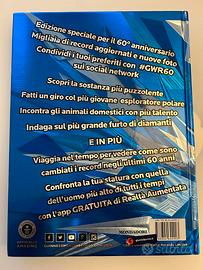 Edizione speciale per il 60° anniversario
Migliaia di record aggiornati e nuove foto
Condividi i tuoi preferiti con #GWR60
sui social network
Scopri la sostanza più puzzolente
Fatti un giro col più giovane esploratore polare
Incontra gli animali domestici con più talento
Indaga sul più grande furto di diamanti
E IN PIÙ
Viaggia nel tempo per vedere come sono
cambiati i record negli ultimi 60 anni
Confronta la tua statura con quella
dell'uomo più alto di tutti i tempi
con l'app GRATUITA di Realtà Aumentata
OFFICIALLY
AMAZING
MONDADORI
Subito